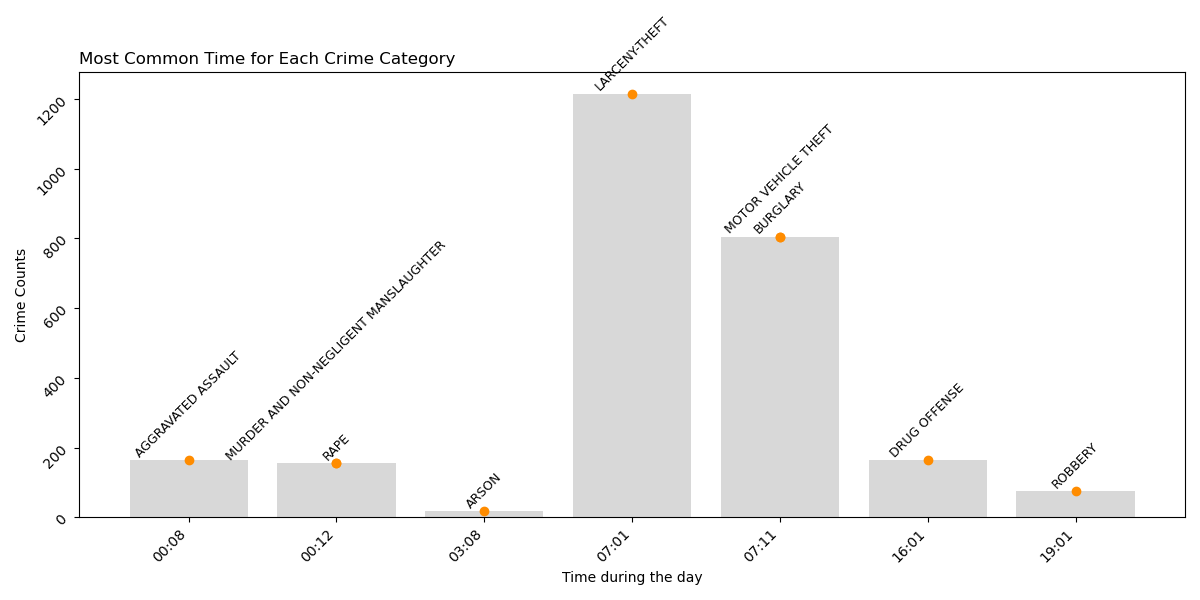 Most Common Time for Each Crime Category
LARCENY-THEFT
MOTOR VEHICLE THEFT
BURGLARY
AGGRAVATED ASSAULT
MURDER AND NON-NEGLIGENT MANSLAUGHTER
RAPE
ARSON
DRUG OFFENSE
ROBBERY
Crime Counts
1200
1000
800
600
400
200
0
00:08
00:12
03:08
07:01
07:11
16:01
19:01
Time during the day